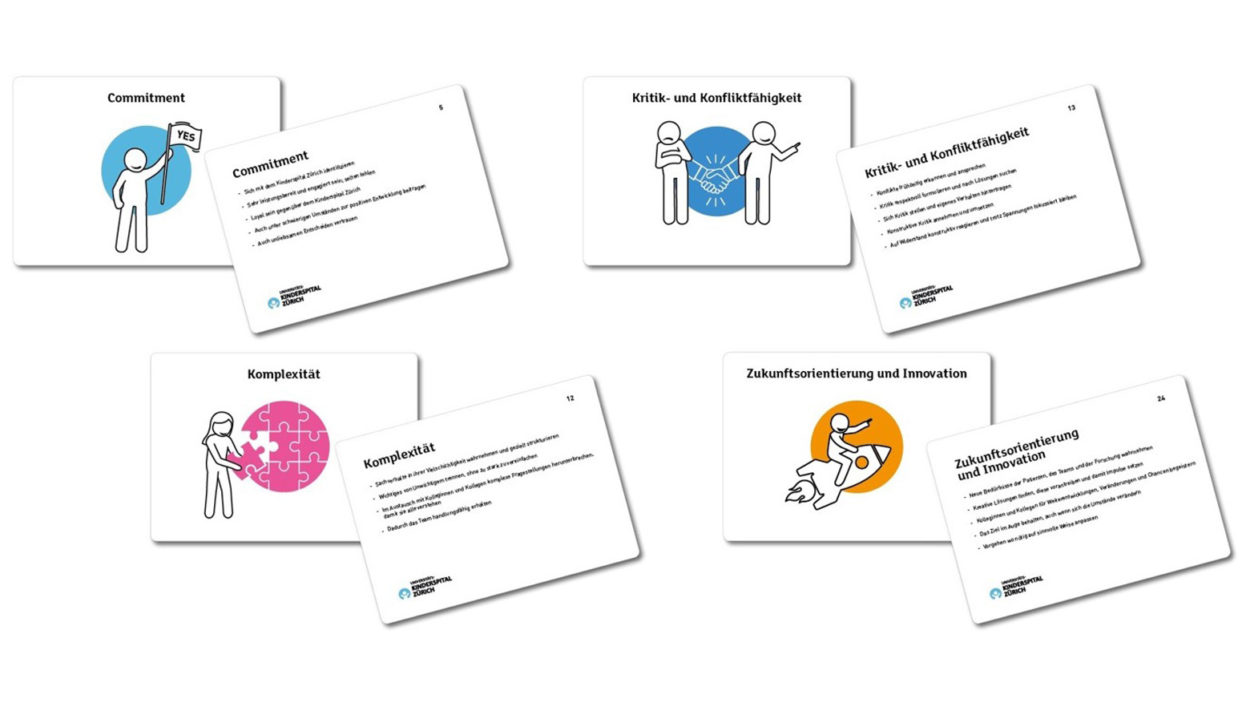 Commitment
YES
5
Commitment
- Sich mit dem Kinderspital Zürich identifizieren
- Sehr leistungsbereit und engagiert sein, selten fehlen
- Loyal sein gegenüber dem Kinderspital Zürich
- Auch unter schwierigen Umständen zur positiven Entwicklung beitragen
- Auch unliebsamen Entscheiden vertrauen
UNIVERSITÄTS-
KINDERSPITAL
ZÜRICH
Kritik- und Konfliktfähigkeit
13
Kritik- und Konfliktfähigkeit
- Konflikte frühzeitig erkennen und ansprechen
- Kritik respektvoll formulieren und nach Lösungen suchen
- Sich Kritik stellen und eigenes Verhalten hinterfragen
- Konstruktive Kritik annehmen und umsetzen
- Auf Widerstand konstruktiv reagieren und trotz Spannungen fokussiert bleiben
UNIVERSITÄTS-
KINDERSPITAL
ZÜRICH
Komplexität
12
Komplexität
- Sachverhalte in ihrer Vielschichtigkeit wahrnehmen und gezielt strukturieren
- Wichtiges von Unwichtigem trennen, ohne zu stark zu vereinfachen
- Im Austausch mit Kolleginnen und Kollegen komplexe Fragestellungen herunterbrechen,
damit sie alle verstehen
- Dadurch das Team handlungsfähig erhalten
UNIVERSITÄTS-
KINDERSPITAL
ZÜRICH
Zukunftsorientierung und Innovation
24
Zukunftsorientierung
und Innovation
- Neue Bedürfnisse der Patienten, des Teams und der Forschung wahrnehmen
- Kreative Lösungen finden, diese vorantreiben und damit Impulse setzen
- Kolleginnen und Kollegen für Weiterentwicklungen, Veränderungen und Chancen begeistern
- Das Ziel im Auge behalten, auch wenn sich die Umstände verändern
- Vorgehen wo nötig auf sinnvolle Weise anpassen
UNIVERSITÄTS-
KINDERSPITAL
ZÜRICH